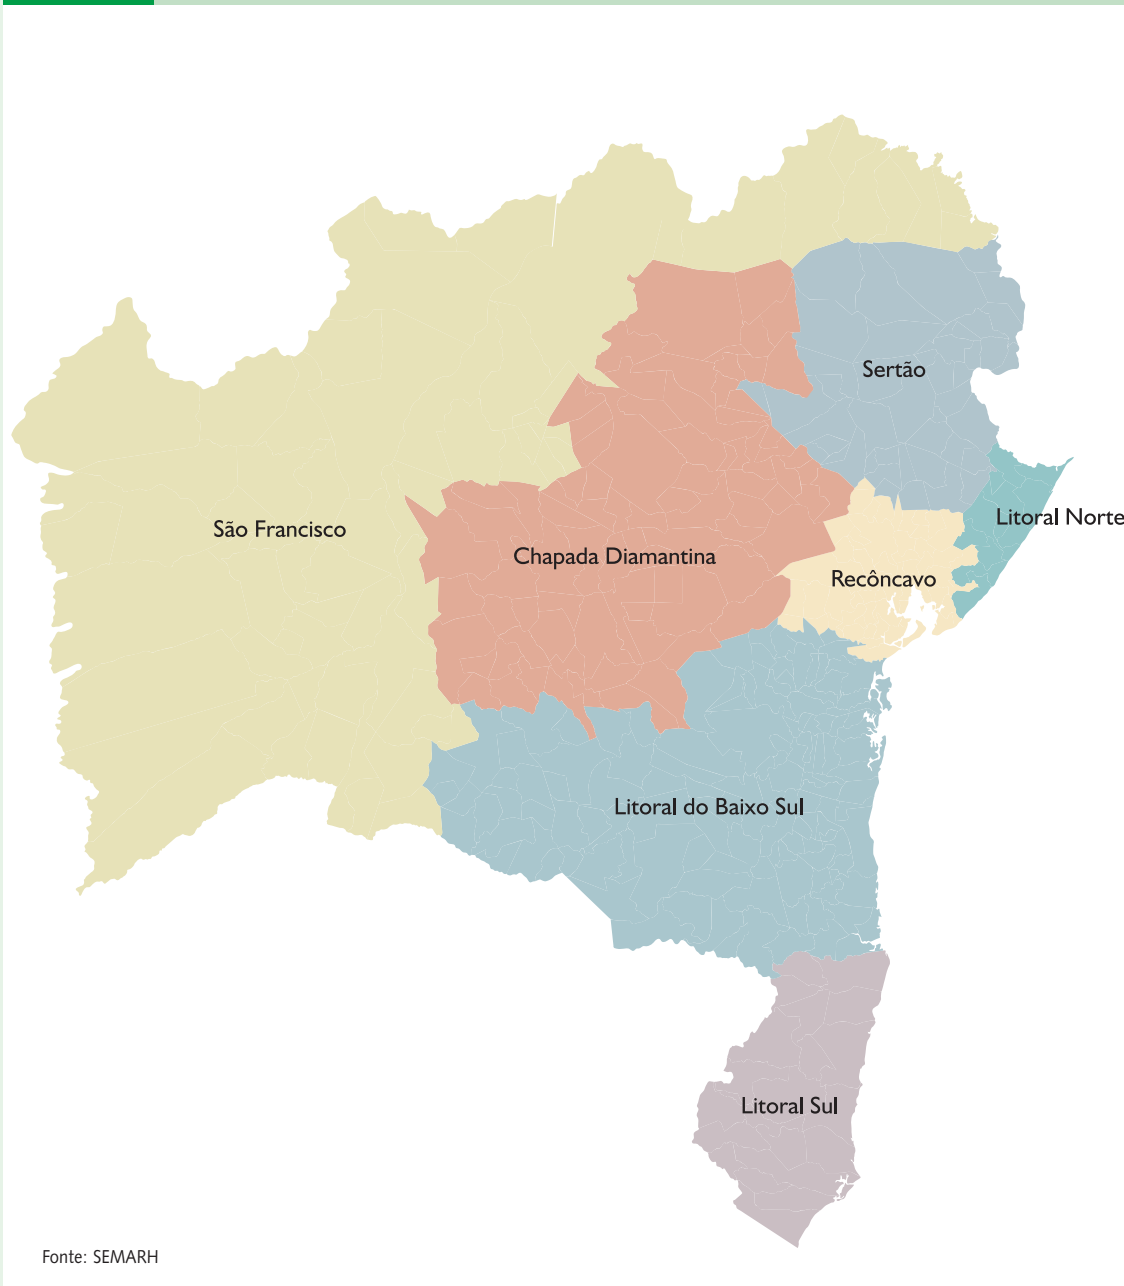 Sertão
Litoral Norte
São Francisco
Chapada Diamantina
Recôncavo
Litoral do Baixo Sul
Litoral Sul
Fonte: SEMARH